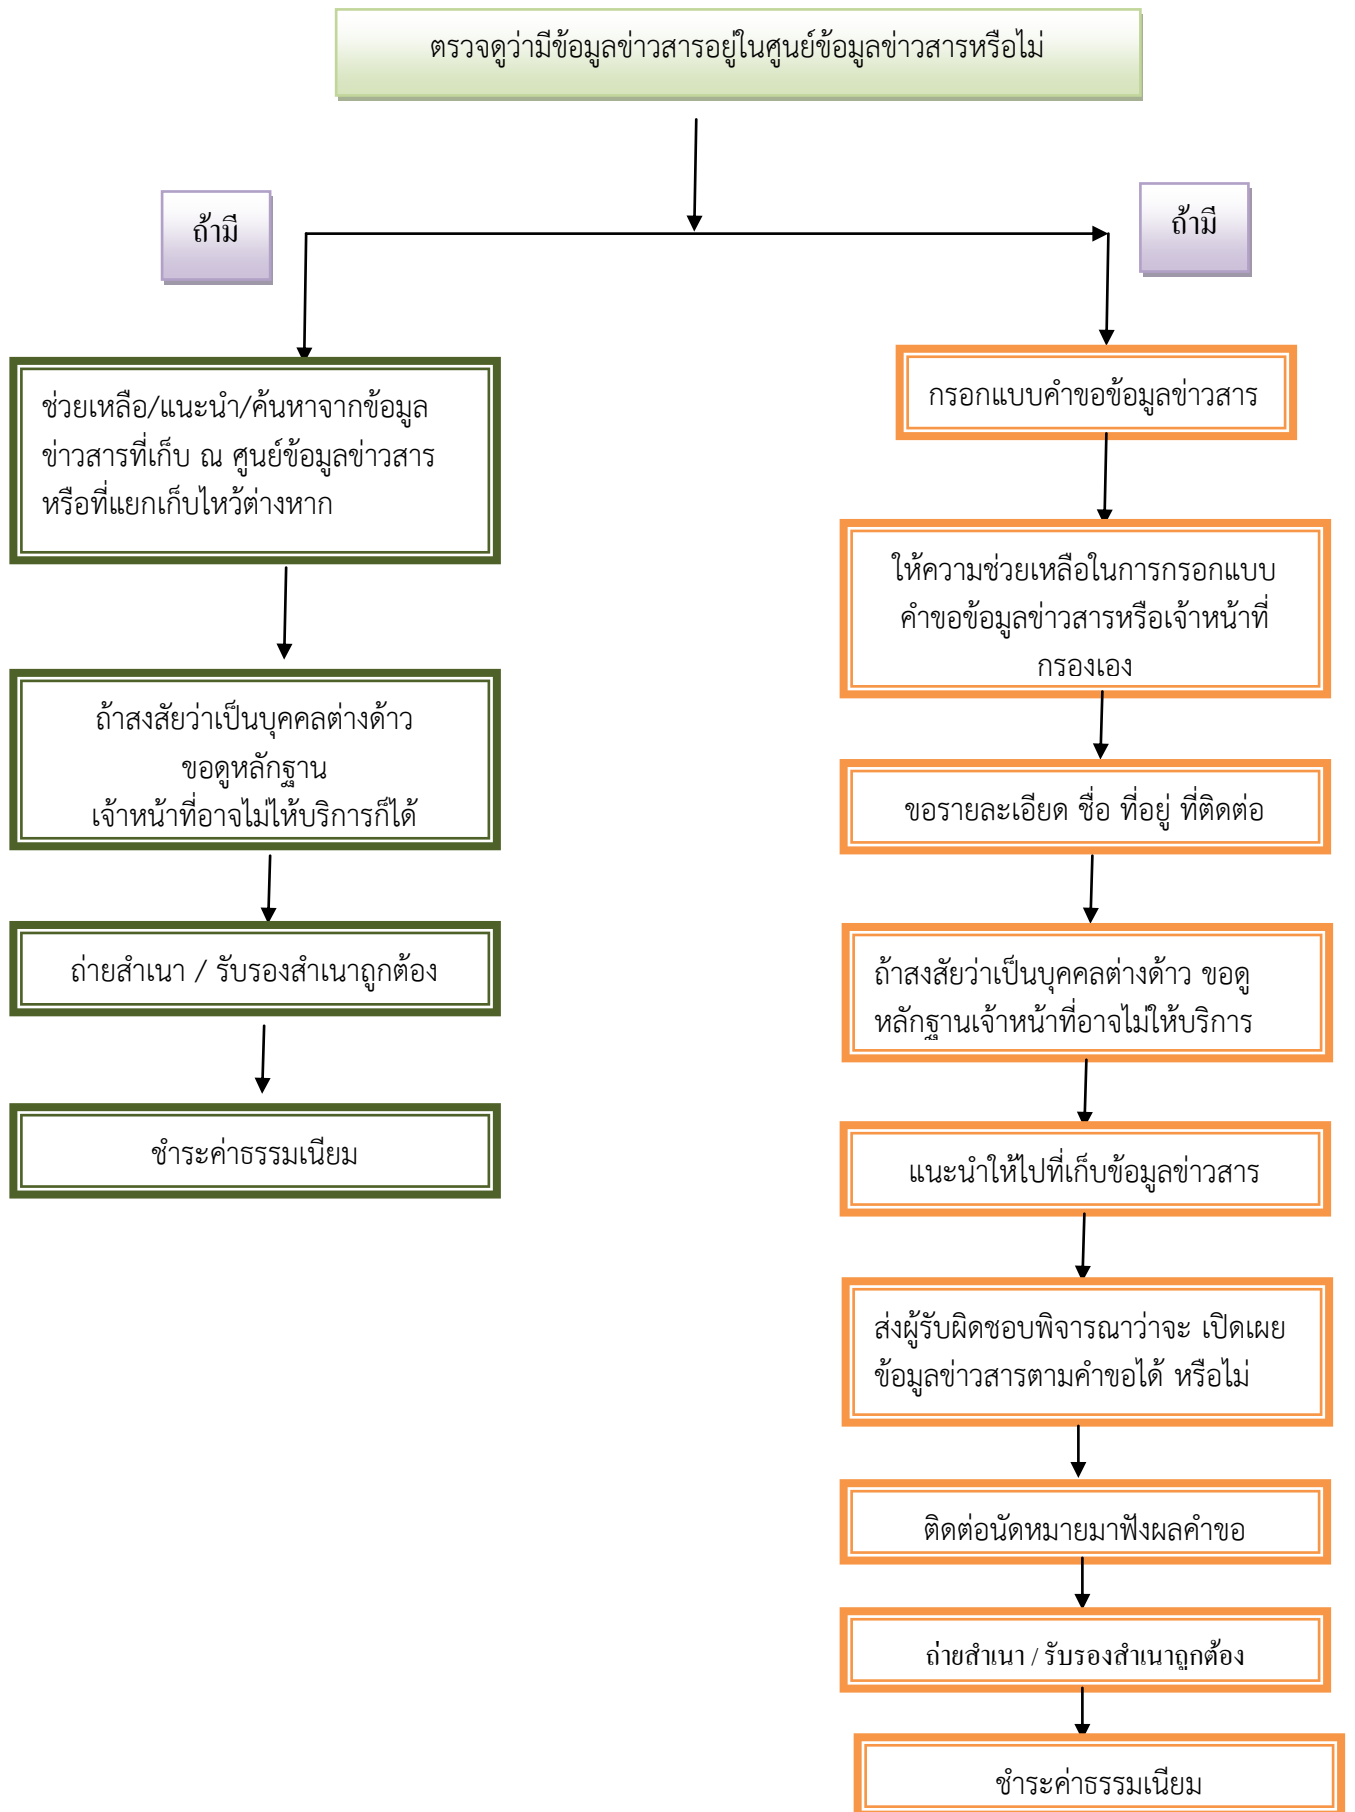 ตรวจดูว่ามีข้อมูลข่าวสารอยู่ในศูนย์ข้อมูลข่าวสารหรือไม่
ถ้ามี
ถ้ามี
ช่วยเหลือ/แนะนำ/ค้นหาจากข้อมูล
ข่าวสารที่เก็บ ณ ศูนย์ข้อมูลข่าวสาร
หรือที่แยกเก็บไหว้ต่างหาก
ถ้าสงสัยว่าเป็นบุคคลต่างด้าว
ขอดูหลักฐาน
เจ้าหน้าที่อาจไม่ไห้บริการก็ได้
ถ่ายสำเนา / รับรองสำเนาถูกต้อง
ชำระค่าธรรมเนียม
กรอกแบบคำขอข้อมูลข่าวสาร
ให้ความช่วยเหลือในการกรอกแบบ
คำขอข้อมูลข่าวสารหรือเจ้าหน้าที่
กรองเอง
ขอรายละเอียด ชื่อ ที่อยู่ ที่ติดต่อ
ถ้าสงสัยว่าเป็นบุคคลต่างด้าว ขอดู
หลักฐานเจ้าหน้าที่อาจไม่ให้บริการ
แนะนำให้ไปที่เก็บข้อมูลข่าวสาร
ส่งผู้รับผิดชอบพิจารณาว่าจะ เปิดเผย
ข้อมูลข่าวสารตามคำขอได้ หรือไม่
ติดต่อนัดหมายมาฟังผลคำขอ
ถ่ายสำเนา / รับรองสำเนาถูกต้อง
ชำระค่าธรรมเนียม